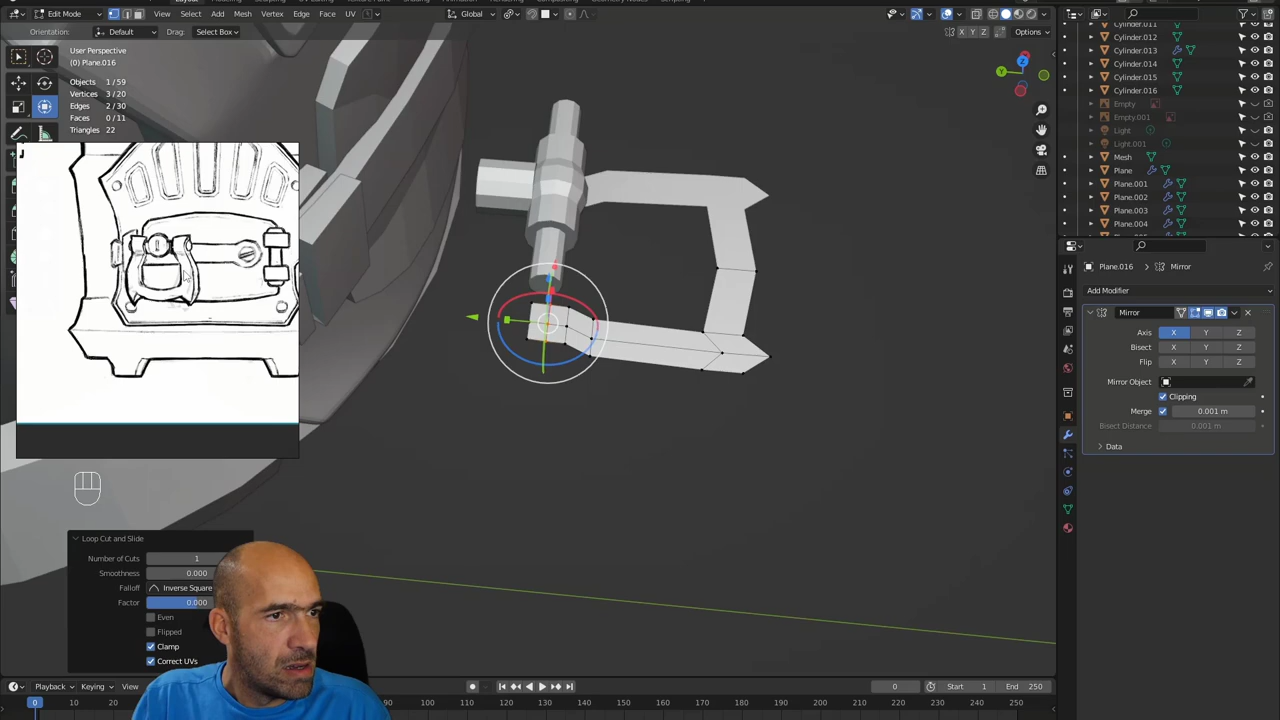 Edit Mode
View Select Add Mesh Vertex Edge Face UV
Global
Orientation: Default Drag: Select Box
X Y Z Options
User Perspective
(0) Plane.016
Objects 1/59
Vertices 3/20
Edges 2/30
Faces 0/11
Triangles 22
Z
Y
Cylinder.011
Cylinder.012
Cylinder.013
Cylinder.014
Cylinder.015
Cylinder.016
Empty
Empty.001
Light
Light.001
Mesh
Plane
Plane.001
Plane.002
Plane.003
Plane.004
Plane.016 Mirror
Add Modifier
Mirror
Axis X Y Z
Bisect X Y Z
Flip X Y Z
Mirror Object
Clipping
Merge 0.001 m
Bisect Distance 0.001 m
Data
Loop Cut and Slide
Number of Cuts 1
Smoothness 0.000
Falloff Inverse Square
Factor 0.000
Even
Flipped
Clamp
Correct UVs
Playback Keying View
0 Start 1 End 250
0 10 20 30 40 50 60 70 80 90 100 110 120 130 140 150 160 170 180 190 200 210 220 230 240 250